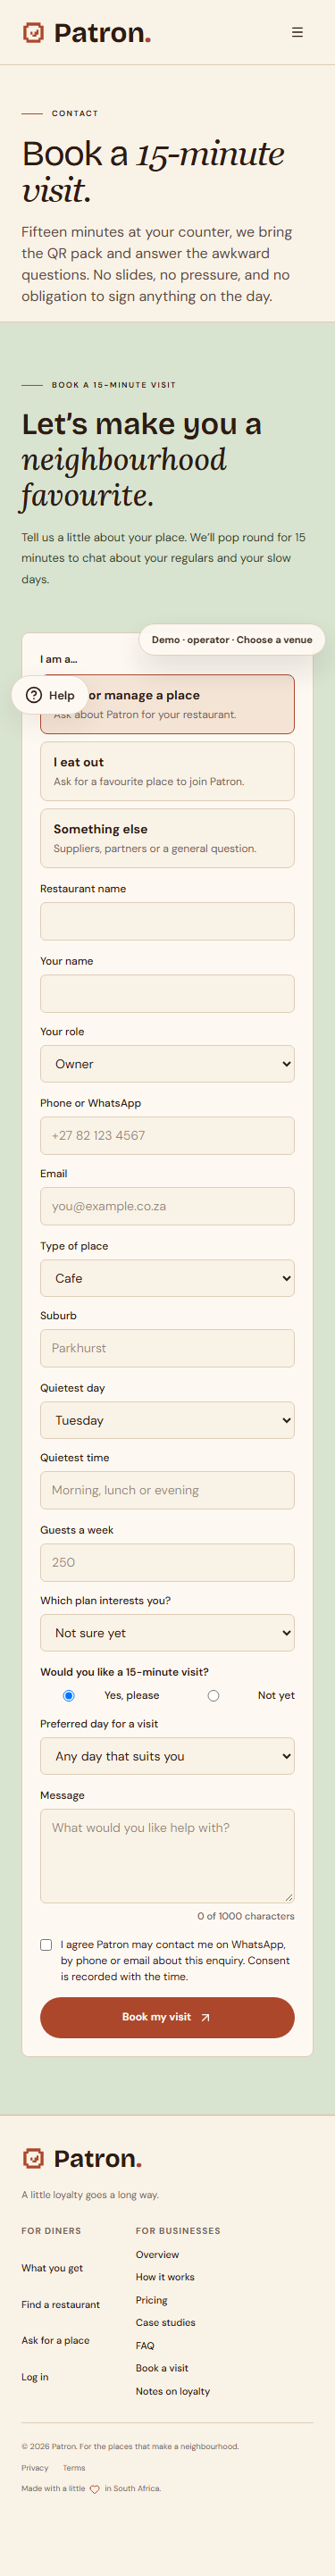 Patron.
CONTACT
Book a 15-minute
visit.
Fifteen minutes at your counter, we bring
the QR pack and answer the awkward
questions. No slides, no pressure, and no
obligation to sign anything on the day.
BOOK A 15-MINUTE VISIT
Let's make you a
neighbourhood
favourite.
Tell us a little about your place. We'll pop round for 15
minutes to chat about your regulars and your slow
days.
Demo · operator · Choose a venue
I am a...
Help
or manage a place
Ask about Patron for your restaurant.
I eat out
Ask for a favourite place to join Patron.
Something else
Suppliers, partners or a general question.
Restaurant name
Your name
Your role
Owner
Phone or WhatsApp
+27 82 123 4567
Email
you@example.co.za
Type of place
Cafe
Suburb
Parkhurst
Quietest day
Tuesday
Quietest time
Morning, lunch or evening
Guests a week
250
Which plan interests you?
Not sure yet
Would you like a 15-minute visit?
Yes, please Not yet
Preferred day for a visit
Any day that suits you
Message
What would you like help with?
0 of 1000 characters
I agree Patron may contact me on WhatsApp,
by phone or email about this enquiry. Consent
is recorded with the time.
Book my visit
Patron.
A little loyalty goes a long way.
FOR DINERS
What you get
Find a restaurant
Ask for a place
Log in
FOR BUSINESSES
Overview
How it works
Pricing
Case studies
FAQ
Book a visit
Notes on loyalty
© 2026 Patron. For the places that make a neighbourhood.
Privacy Terms
Made with a little in South Africa.